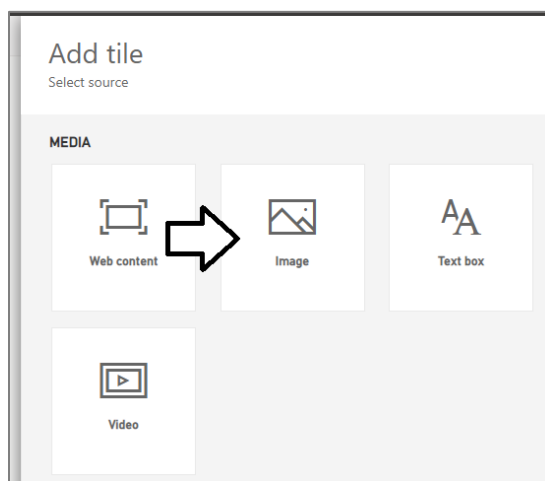 Add tile
Select source
MEDIA
Web content
Image
Text box
Video